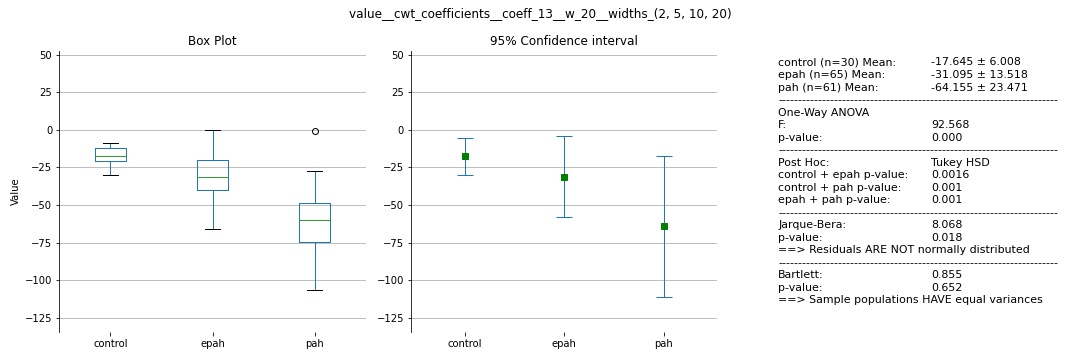 value__cwt_coefficients__coeff_13__w_20__widths_(2, 5, 10, 20)
Box Plot
50
25
0
−25
−50
−75
−100
−125
Value
control
epah
pah
95% Confidence interval
50
25
0
−25
−50
−75
−100
−125
control
epah
pah
control (n=30) Mean: -17.645 ± 6.008
epah (n=65) Mean: -31.095 ± 13.518
pah (n=61) Mean: -64.155 ± 23.471
One-Way ANOVA
F: 92.568
p-value: 0.000
Post Hoc: Tukey HSD
control + epah p-value: 0.0016
control + pah p-value: 0.001
epah + pah p-value: 0.001
Jarque-Bera: 8.068
p-value: 0.018
==> Residuals ARE NOT normally distributed
Bartlett: 0.855
p-value: 0.652
==> Sample populations HAVE equal variances